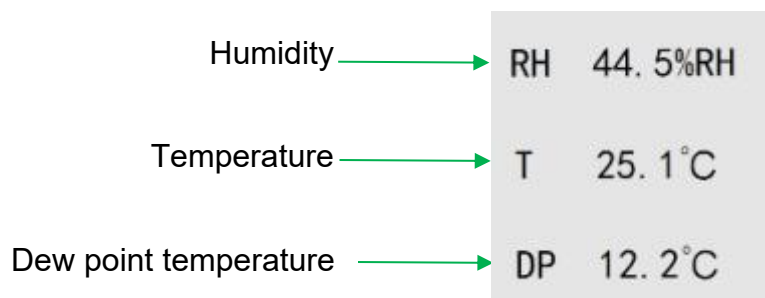 Humidity RH 44.5%RH
Temperature T 25.1°C
Dew point temperature DP 12.2°C